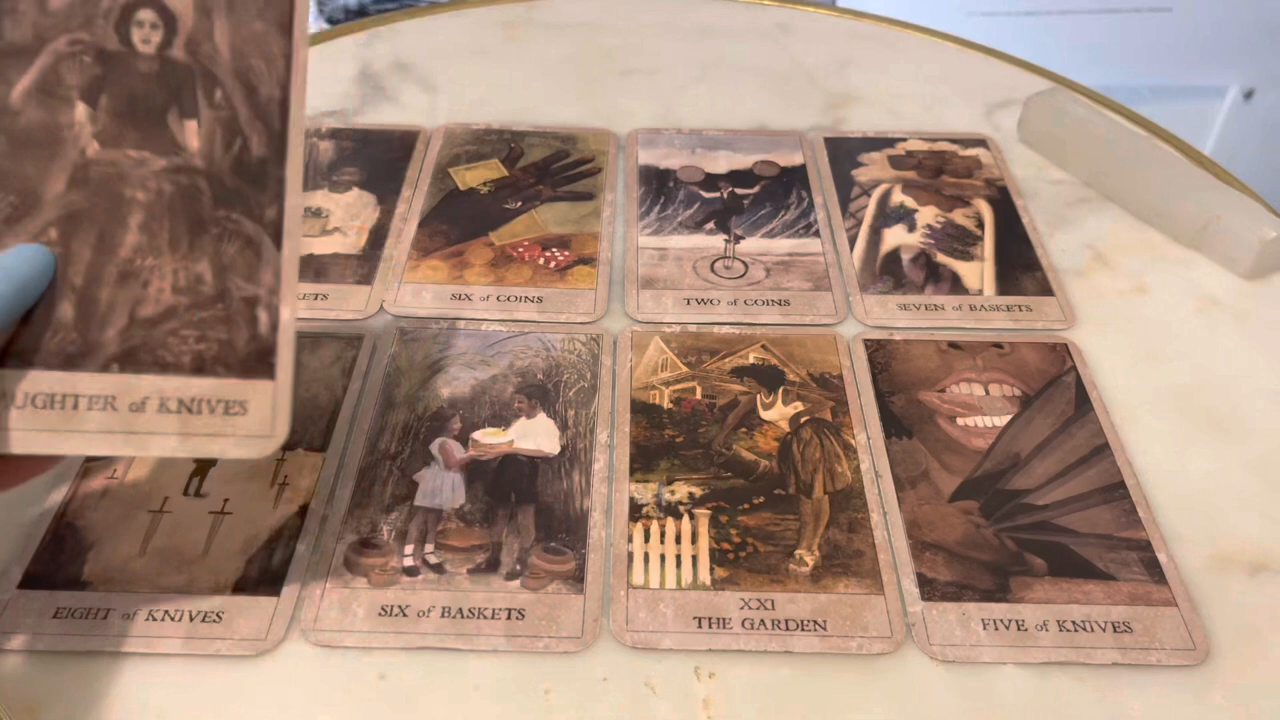 SIX of COINS
TWO of COINS
SEVEN of BASKETS
UGHTER of KNIVES
EIGHT of KNIVES
SIX of BASKETS
XXI
THE GARDEN
FIVE of KNIVES